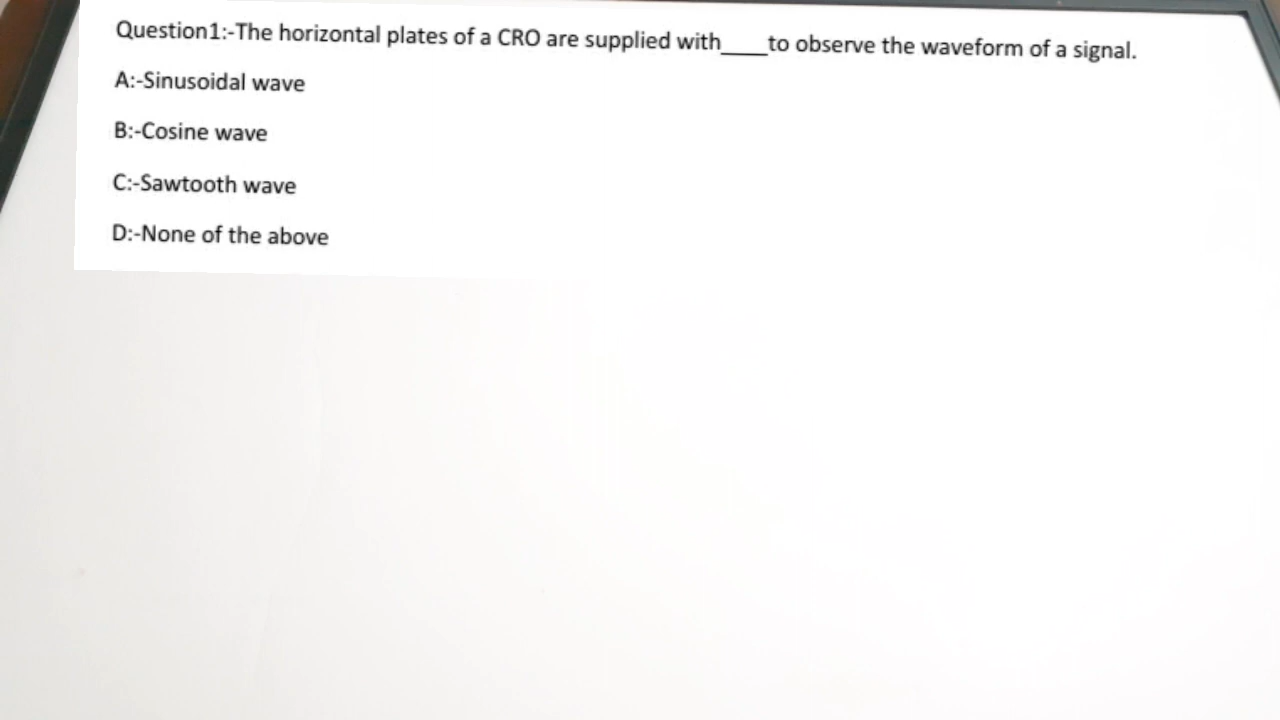 Question1:-The horizontal plates of a CRO are supplied with____to observe the waveform of a signal.
A:-Sinusoidal wave
B:-Cosine wave
C:-Sawtooth wave
D:-None of the above